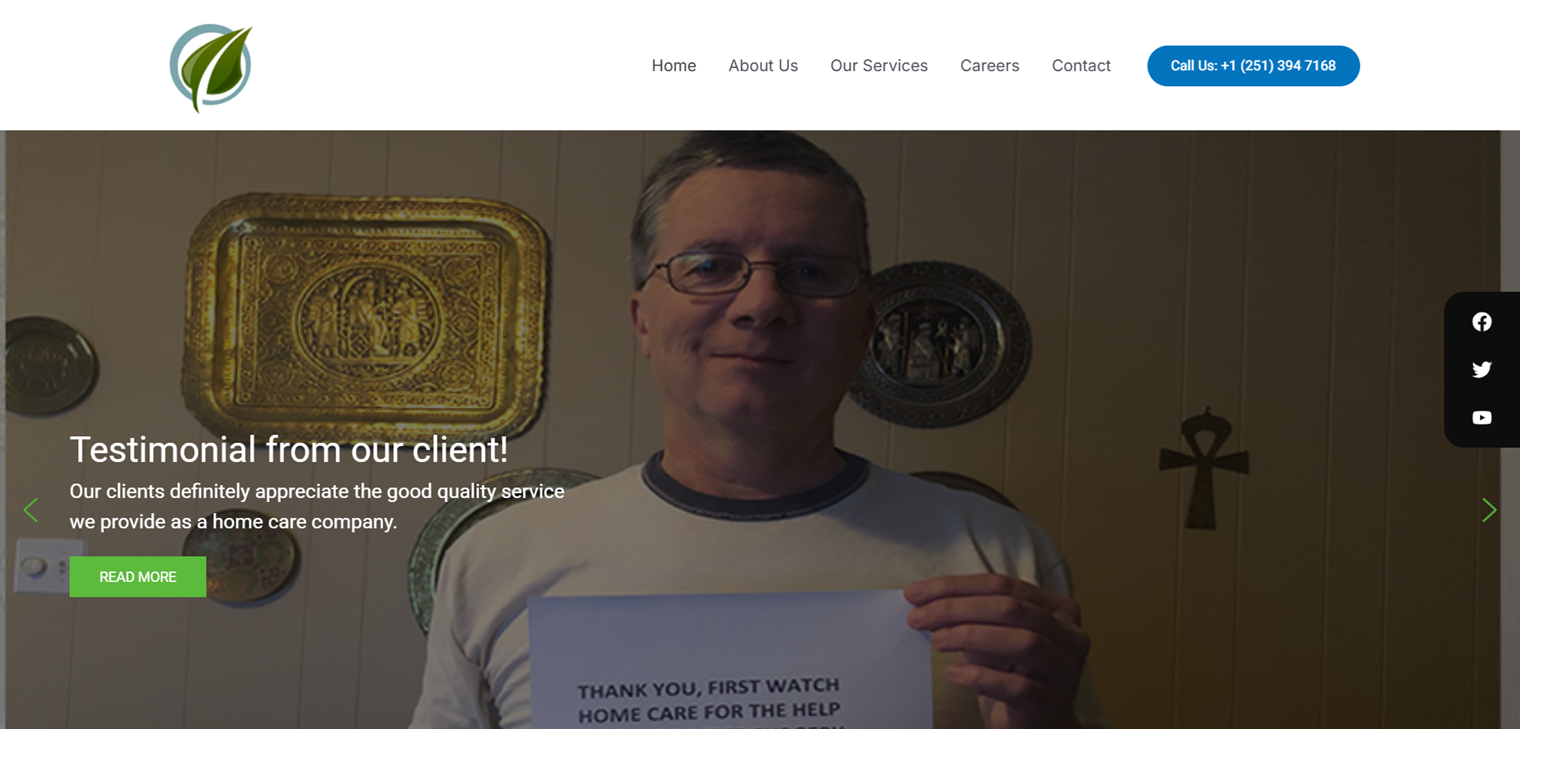 Home About Us Our Services Careers Contact Call Us: +1 (251) 394 7168
Testimonial from our client!
Our clients definitely appreciate the good quality service
we provide as a home care company.
READ MORE
THANK YOU, FIRST WATCH
HOME CARE FOR THE HELP